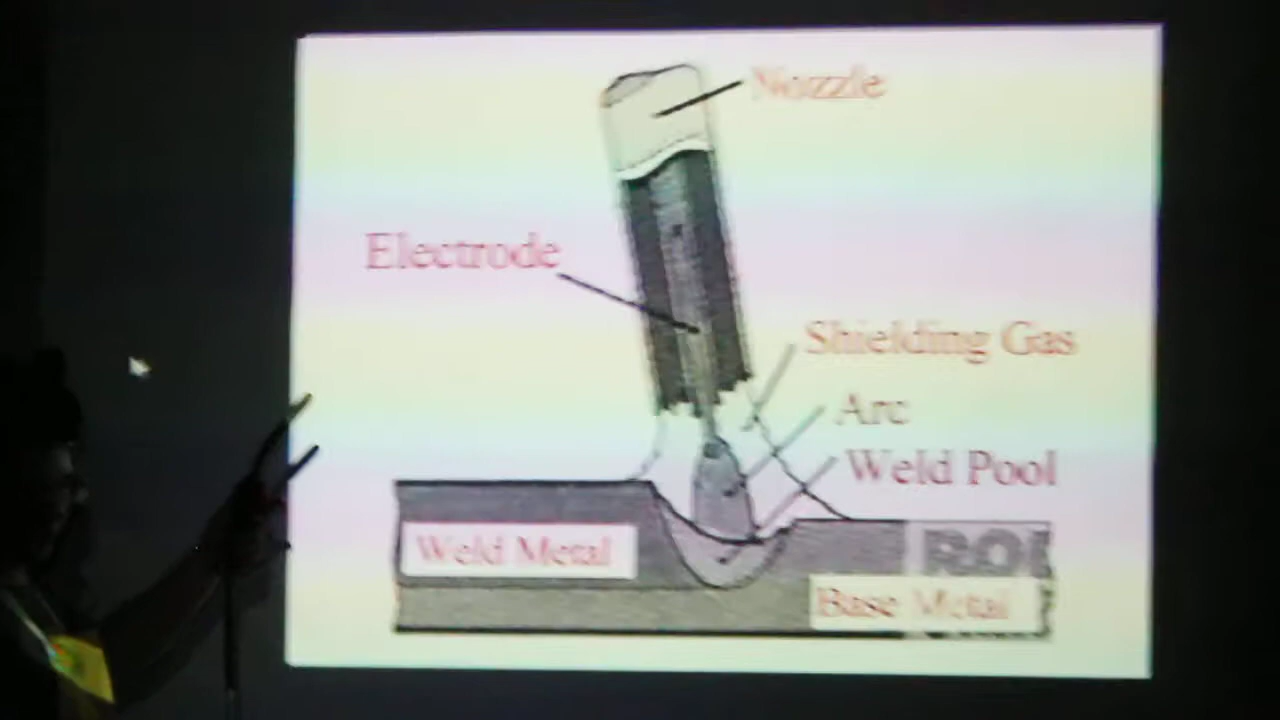 Nozzle
Electrode
Shielding Gas
Arc
Weld Pool
Weld Metal
Base Metal